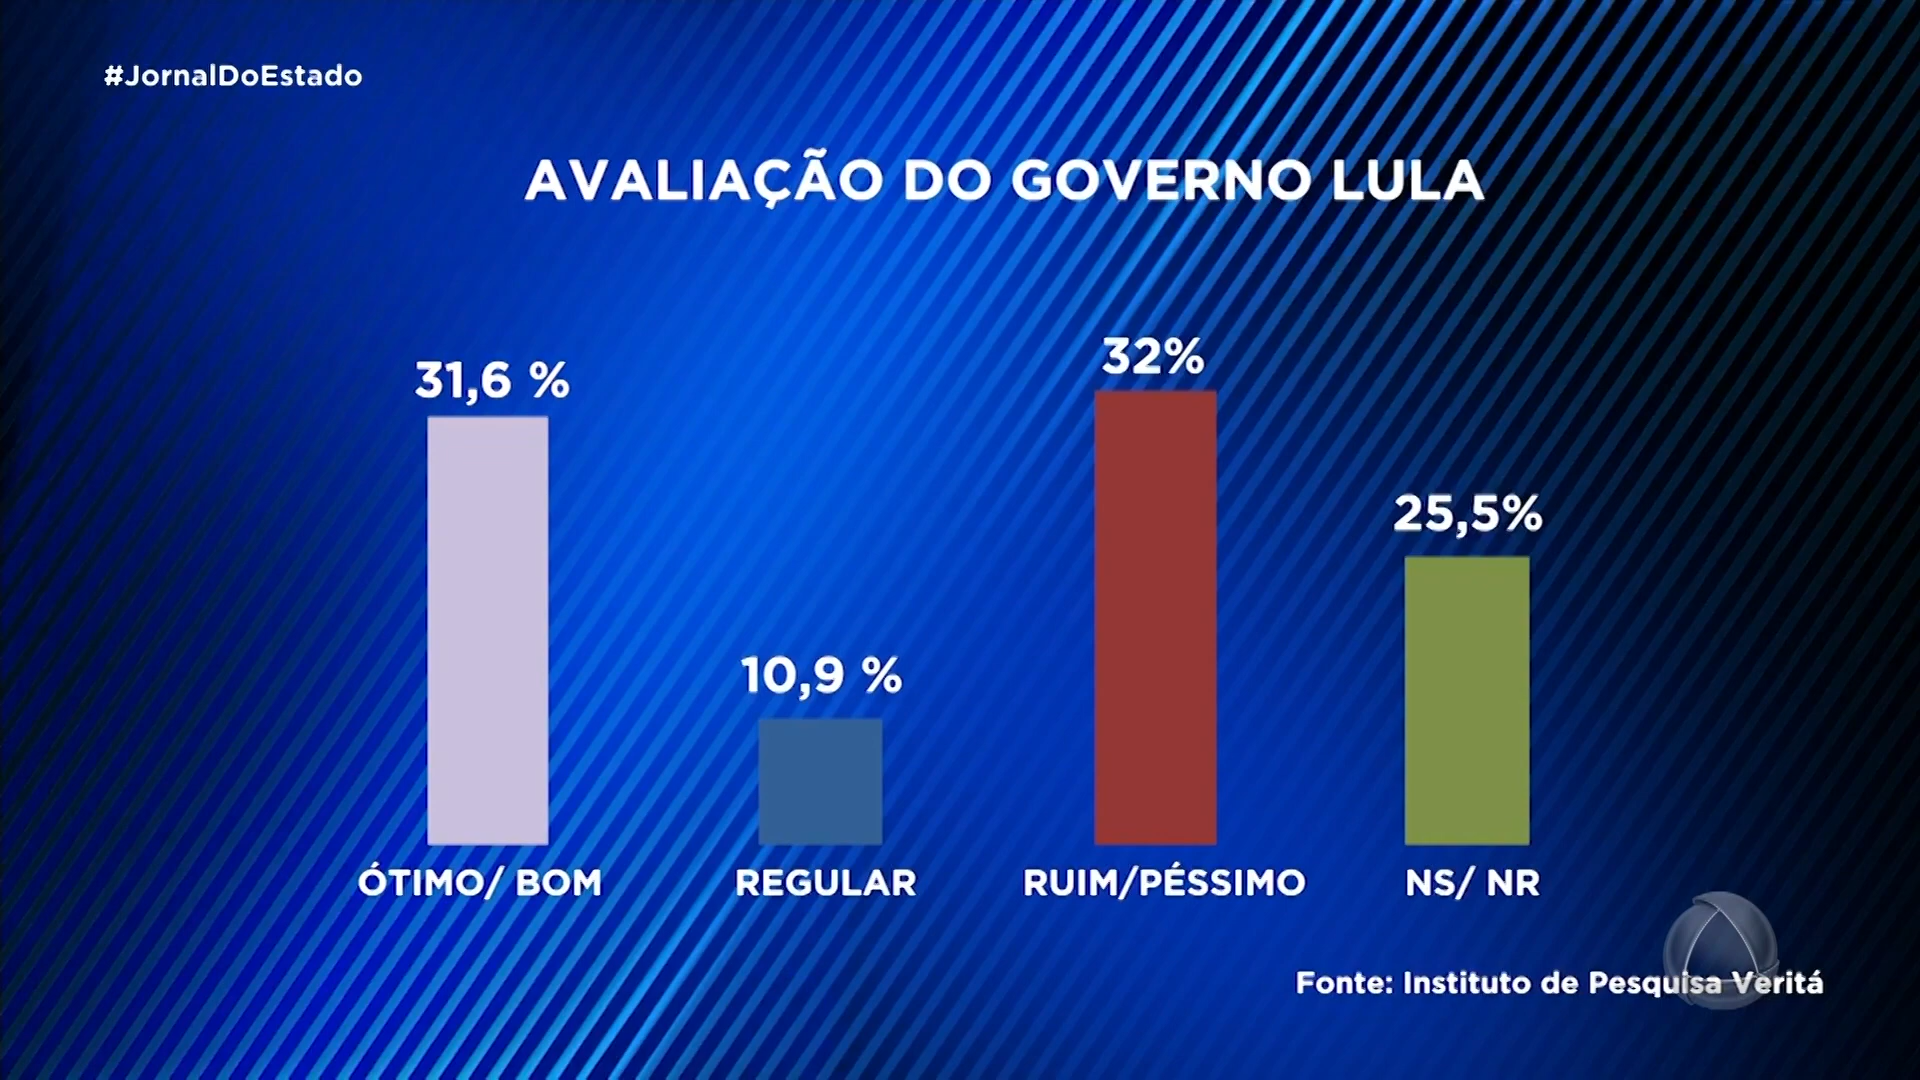 #JornalDoEstado
AVALIAÇÃO DO GOVERNO LULA
31,6 %
10,9 %
32%
25,5%
ÓTIMO/ BOM
REGULAR
RUIM/PÉSSIMO
NS/ NR
Fonte: Instituto de Pesquisa Veritá